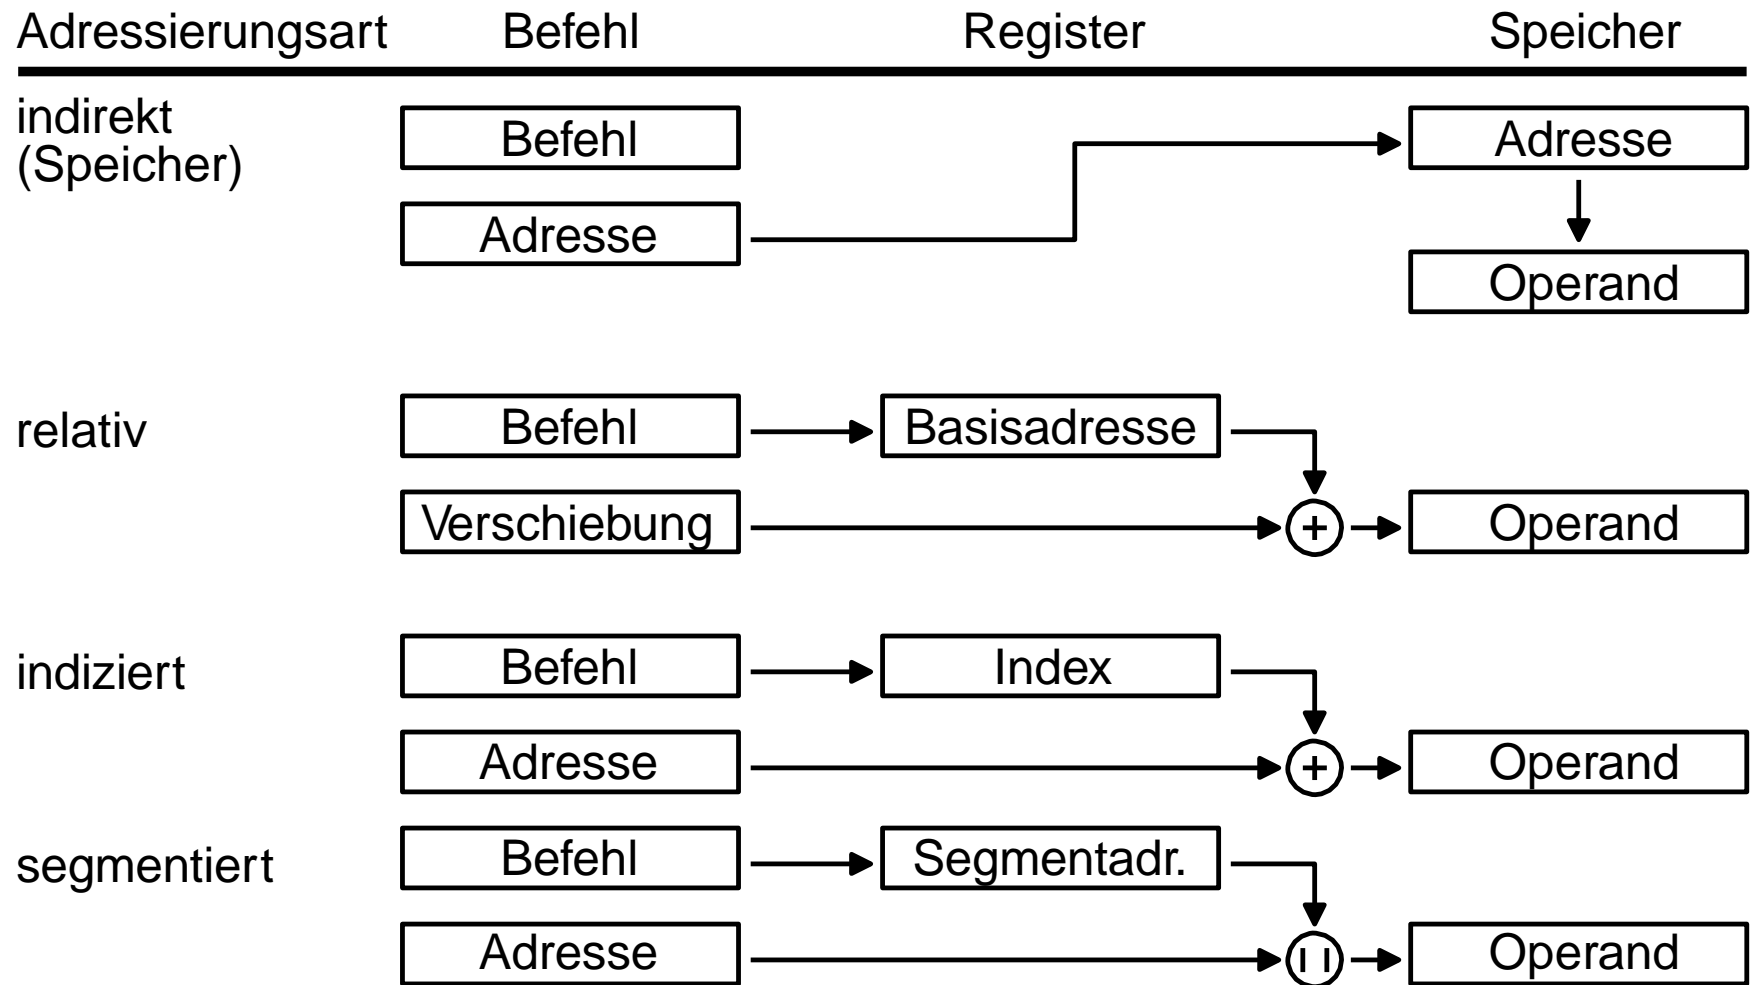 Adressierungsart Befehl Register Speicher
indirekt
(Speicher)
Befehl Adresse
Adresse
Operand
relativ Befehl Basisadresse
Verschiebung + Operand
indiziert Befehl Index
Adresse + Operand
segmentiert Befehl Segmentadr.
Adresse || Operand